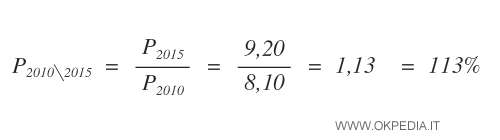 P2010\2015 = P2015 / P2010 = 9,20 / 8,10 = 1,13 = 113%
WWW.OKPEDIA.IT